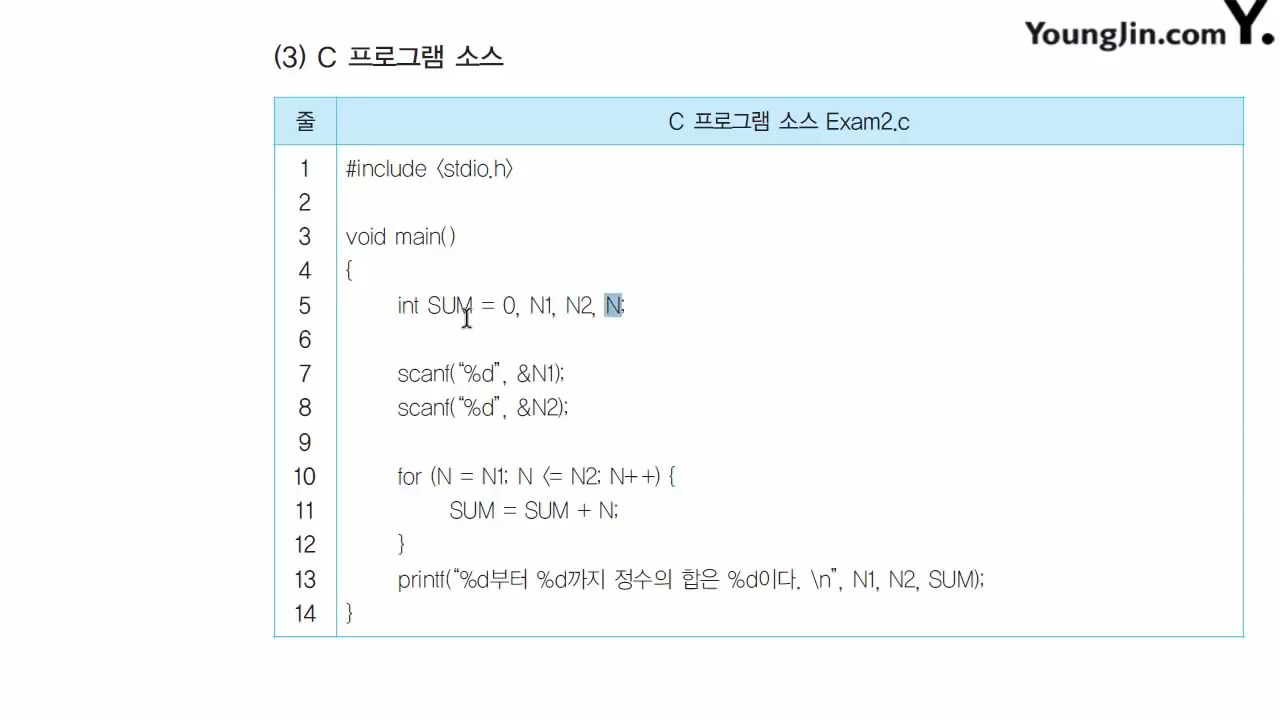 YoungJin.com Y.
(3) C 프로그램 소스
줄 C 프로그램 소스 Exam2.c
1 #include <stdio.h>
2
3 void main()
4 {
5 int SUM = 0, N1, N2, N;
6
7 scanf(“%d”, &N1);
8 scanf(“%d”, &N2);
9
10 for (N = N1; N <= N2; N++) {
11 SUM = SUM + N;
12 }
13 printf(“%d부터 %d까지 정수의 합은 %d이다. \n”, N1, N2, SUM);
14 }